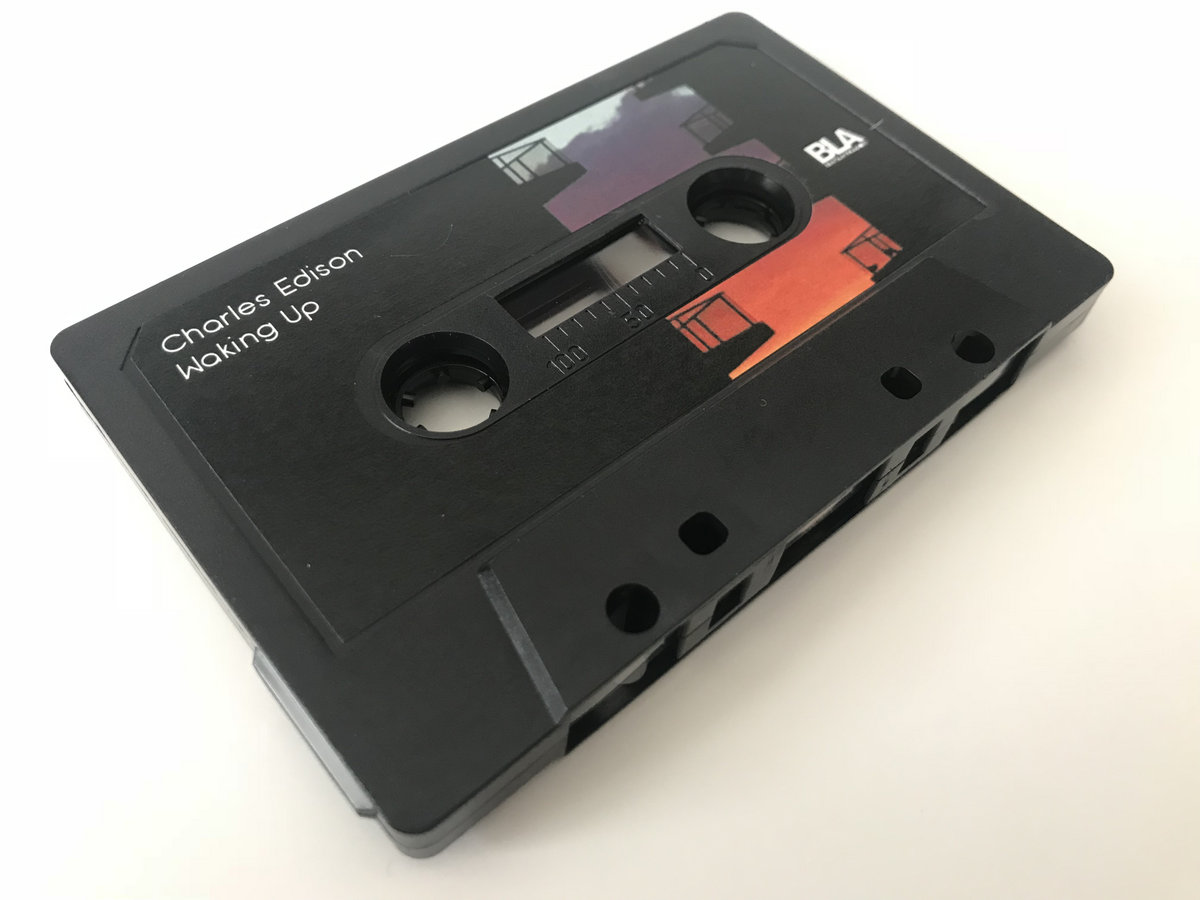 Charles Edison
Waking Up
BLA
100 50 0